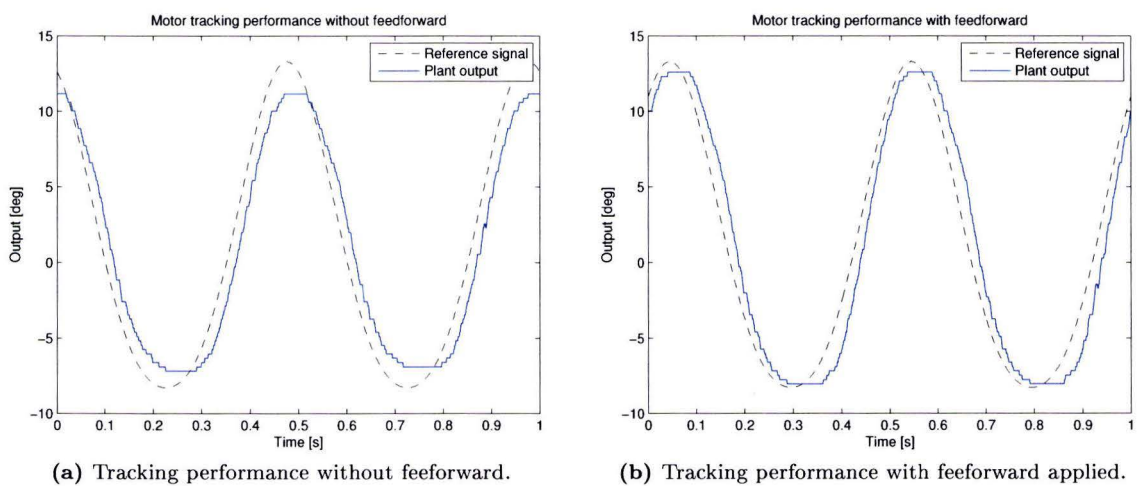 Motor tracking performance without feedforward
15
10
5
0
−5
−10
Output [deg]
Reference signal
Plant output
0 0.1 0.2 0.3 0.4 0.5 0.6 0.7 0.8 0.9 1
Time [s]
(a) Tracking performance without feeforward.
Motor tracking performance with feedforward
15
10
5
0
−5
−10
Output [deg]
Reference signal
Plant output
0 0.1 0.2 0.3 0.4 0.5 0.6 0.7 0.8 0.9 1
Time [s]
(b) Tracking performance with feeforward applied.